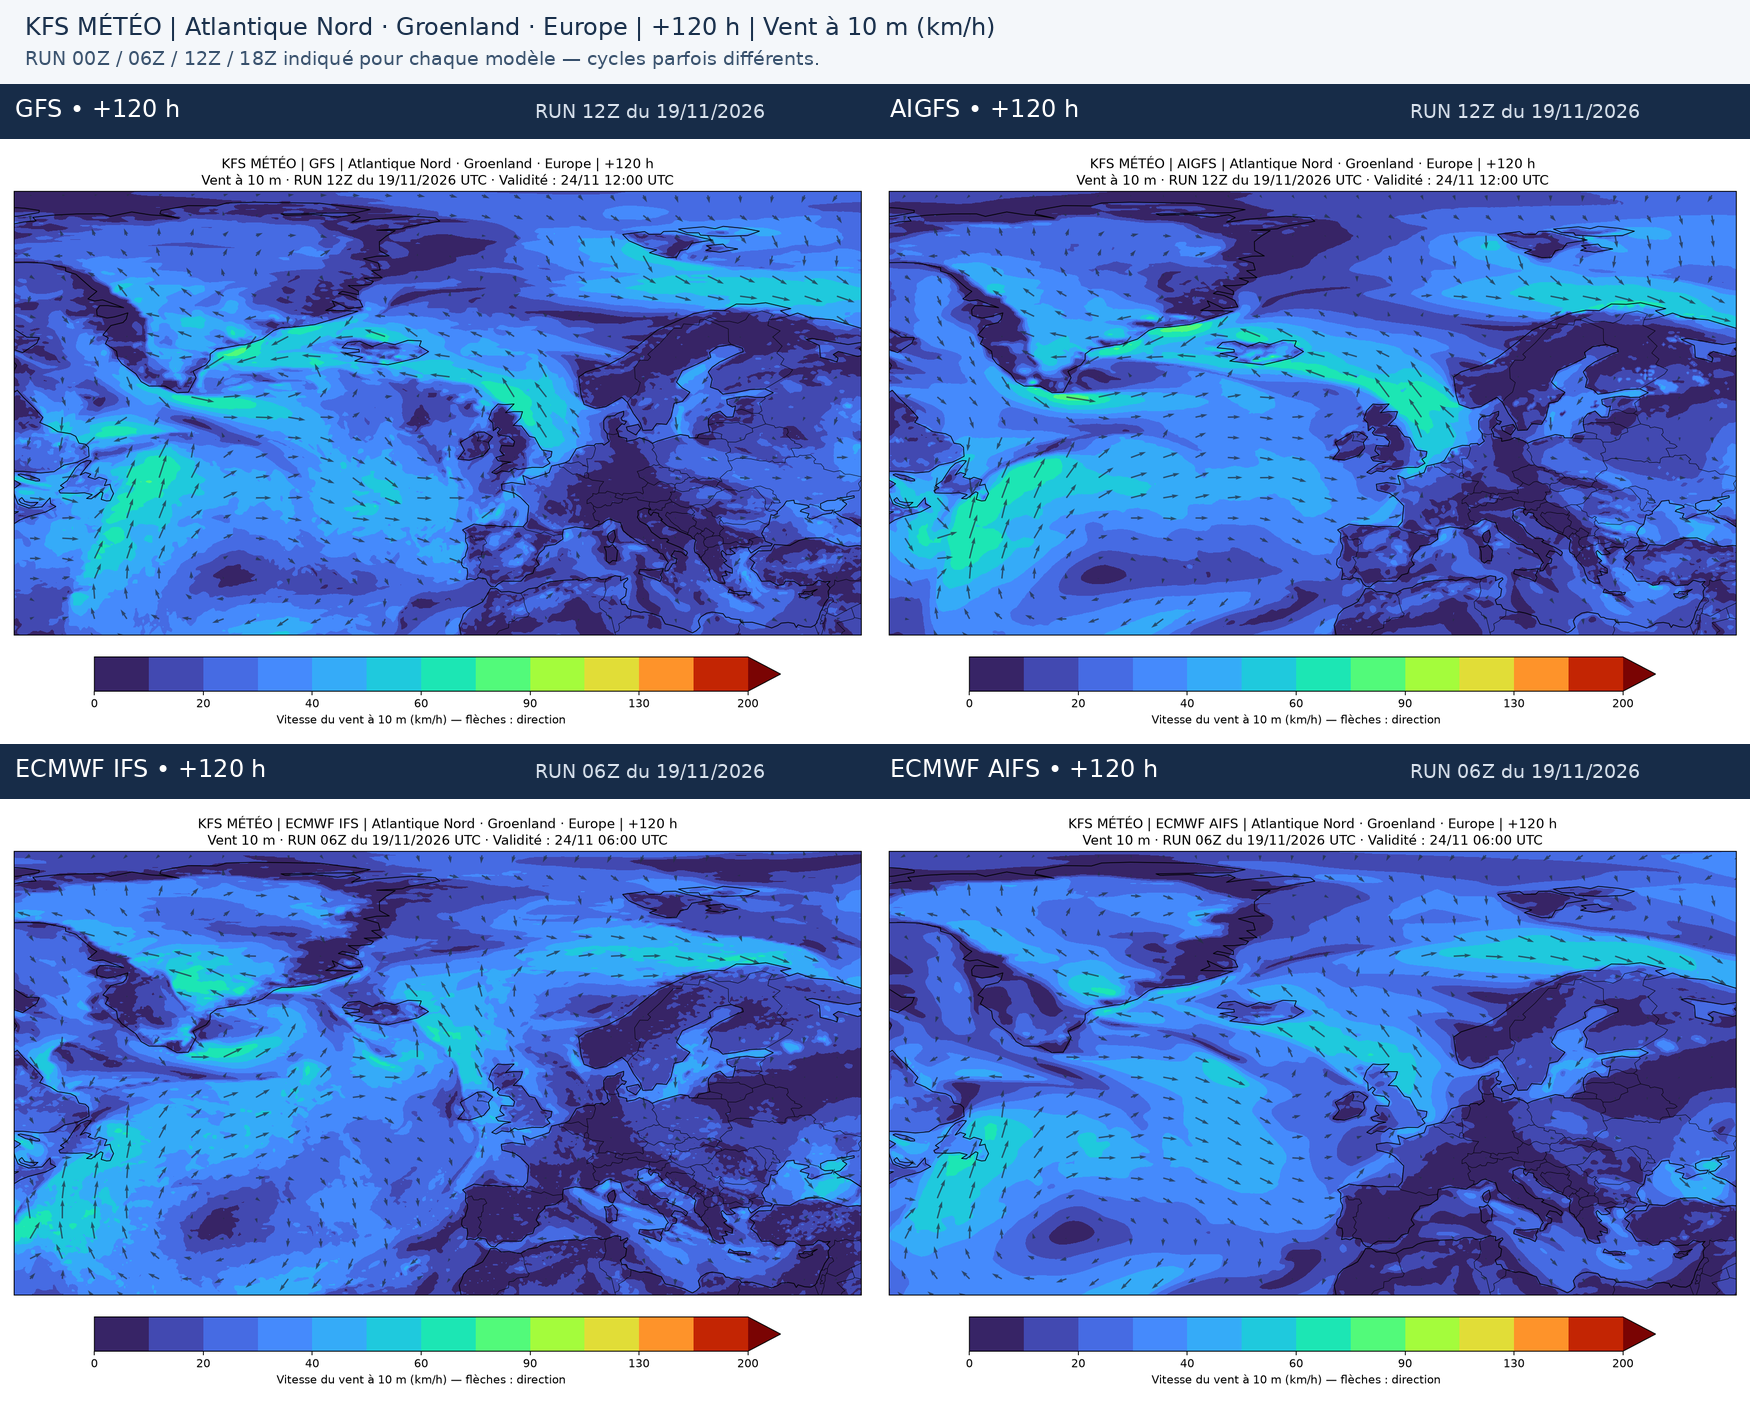 KFS MÉTÉO | Atlantique Nord · Groenland · Europe | +120 h | Vent à 10 m (km/h)
RUN 00Z / 06Z / 12Z / 18Z indiqué pour chaque modèle — cycles parfois différents.
GFS • +120 h
RUN 12Z du 19/11/2026
KFS MÉTÉO | GFS | Atlantique Nord · Groenland · Europe | +120 h
Vent à 10 m · RUN 12Z du 19/11/2026 UTC · Validité : 24/11 12:00 UTC
0 20 40 60 90 130 200
Vitesse du vent à 10 m (km/h) — flèches : direction
AIGFS • +120 h
RUN 12Z du 19/11/2026
KFS MÉTÉO | AIGFS | Atlantique Nord · Groenland · Europe | +120 h
Vent à 10 m · RUN 12Z du 19/11/2026 UTC · Validité : 24/11 12:00 UTC
0 20 40 60 90 130 200
Vitesse du vent à 10 m (km/h) — flèches : direction
ECMWF IFS • +120 h
RUN 06Z du 19/11/2026
KFS MÉTÉO | ECMWF IFS | Atlantique Nord · Groenland · Europe | +120 h
Vent 10 m · RUN 06Z du 19/11/2026 UTC · Validité : 24/11 06:00 UTC
0 20 40 60 90 130 200
Vitesse du vent à 10 m (km/h) — flèches : direction
ECMWF AIFS • +120 h
RUN 06Z du 19/11/2026
KFS MÉTÉO | ECMWF AIFS | Atlantique Nord · Groenland · Europe | +120 h
Vent 10 m · RUN 06Z du 19/11/2026 UTC · Validité : 24/11 06:00 UTC
0 20 40 60 90 130 200
Vitesse du vent à 10 m (km/h) — flèches : direction